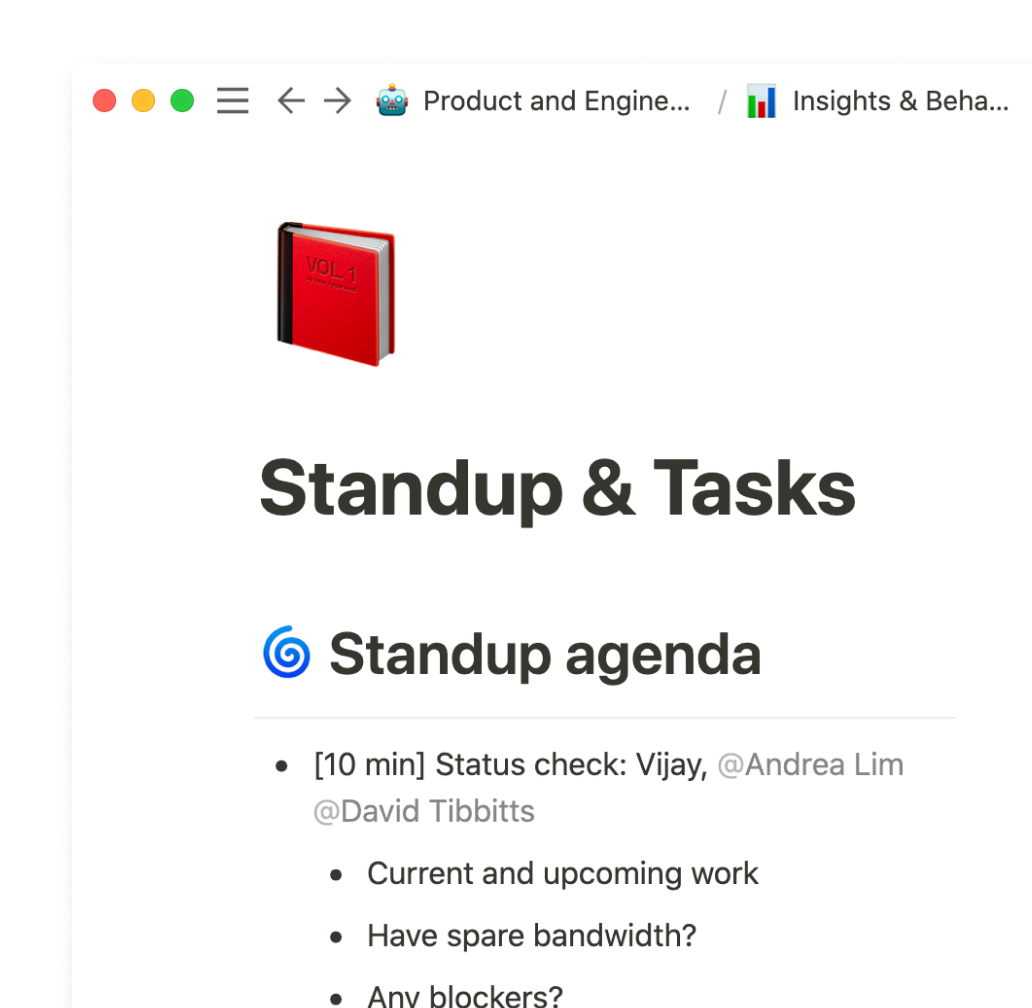 Product and Engine... / Insights & Beha...
VOL. 1
Standup & Tasks
Standup agenda
[10 min] Status check: Vijay, @Andrea Lim
@David Tibbitts
Current and upcoming work
Have spare bandwidth?
Any blockers?